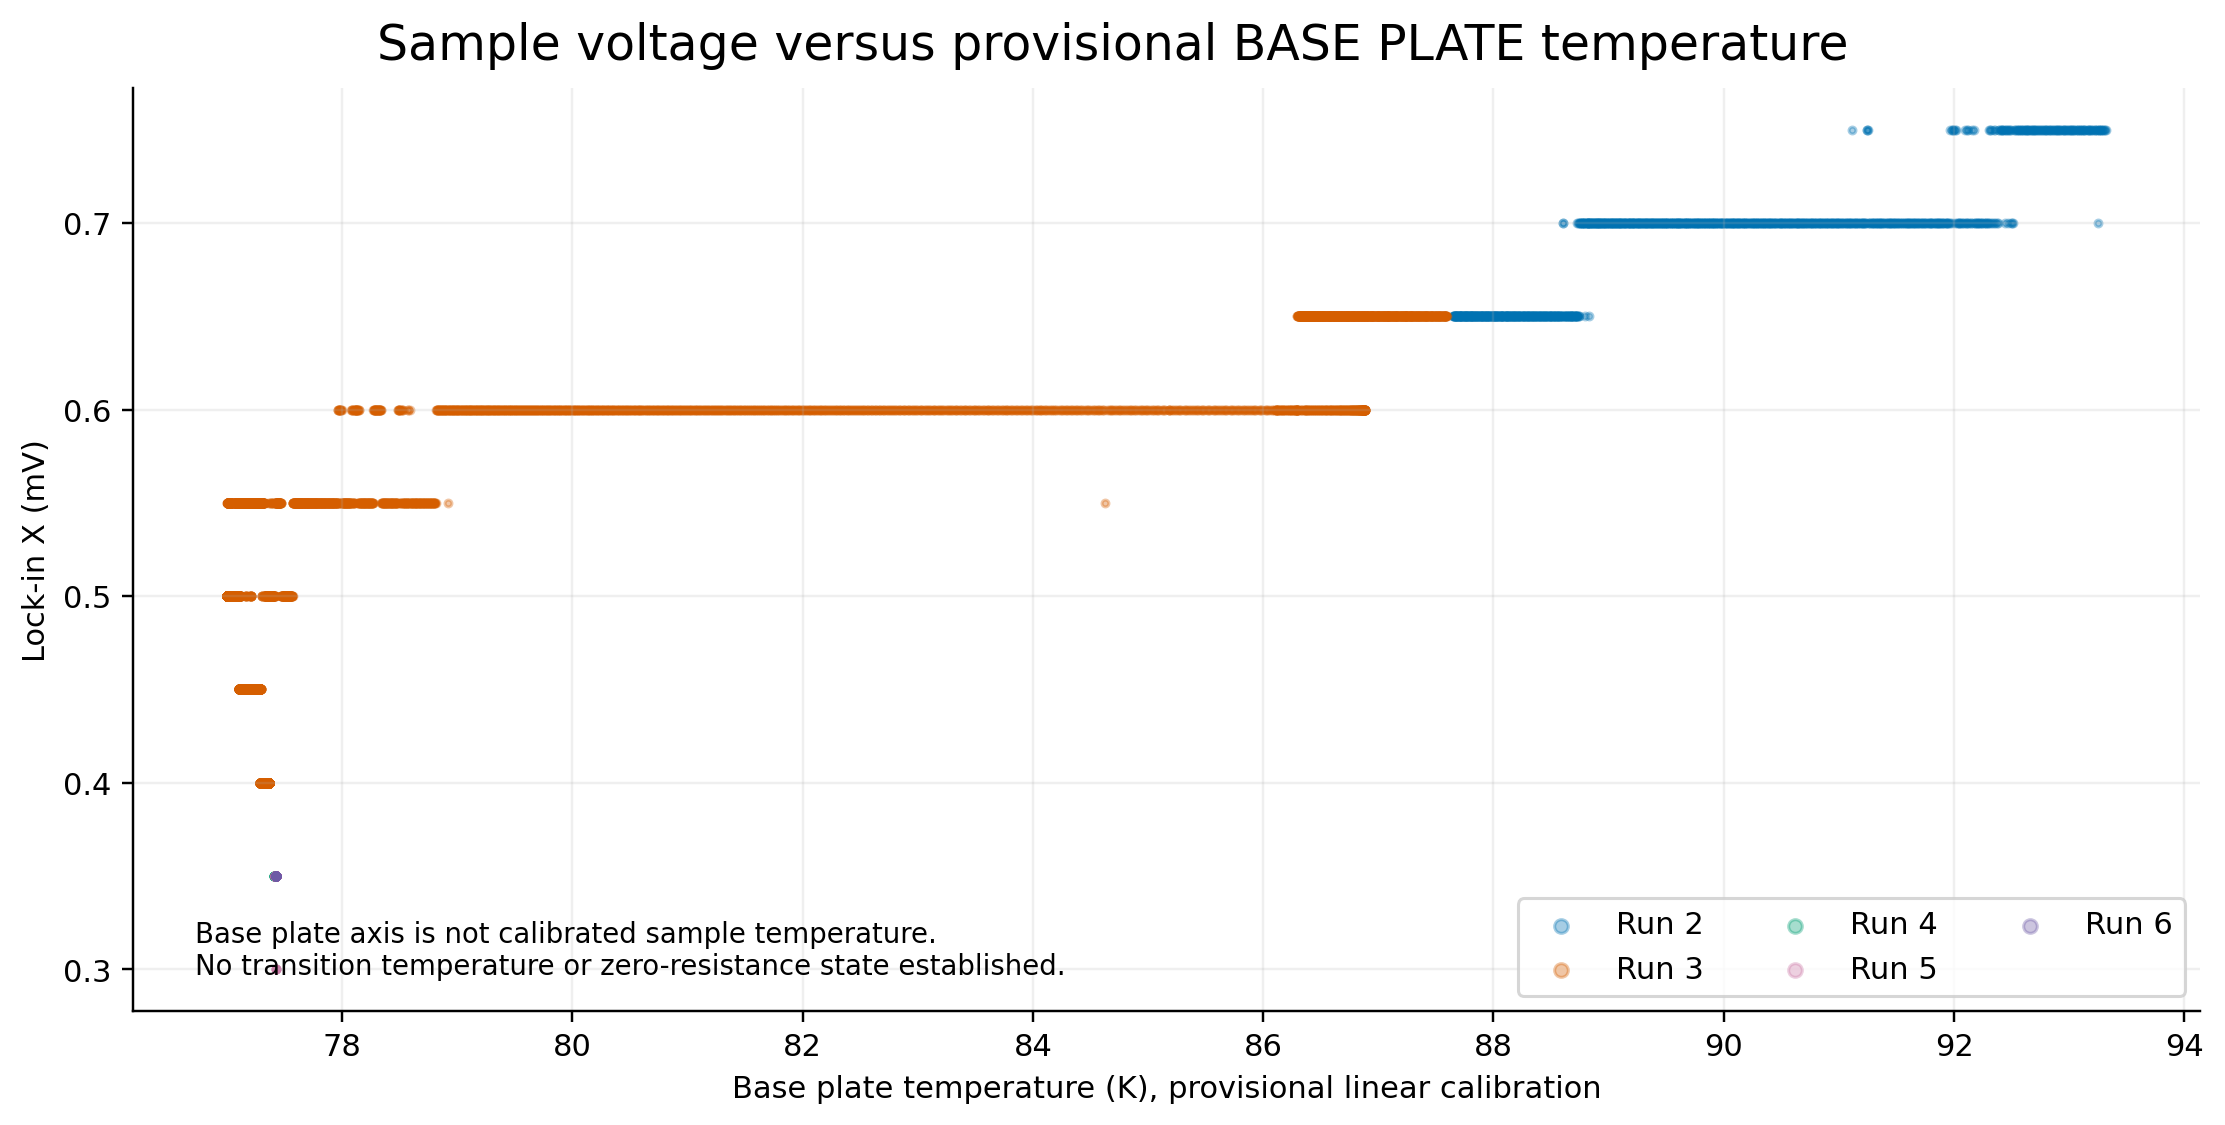 Sample voltage versus provisional BASE PLATE temperature
Lock-in X (mV)
0.7
0.6
0.5
0.4
0.3
Base plate axis is not calibrated sample temperature.
No transition temperature or zero-resistance state established.
Run 2
Run 3
Run 4
Run 5
Run 6
78 80 82 84 86 88 90 92 94
Base plate temperature (K), provisional linear calibration